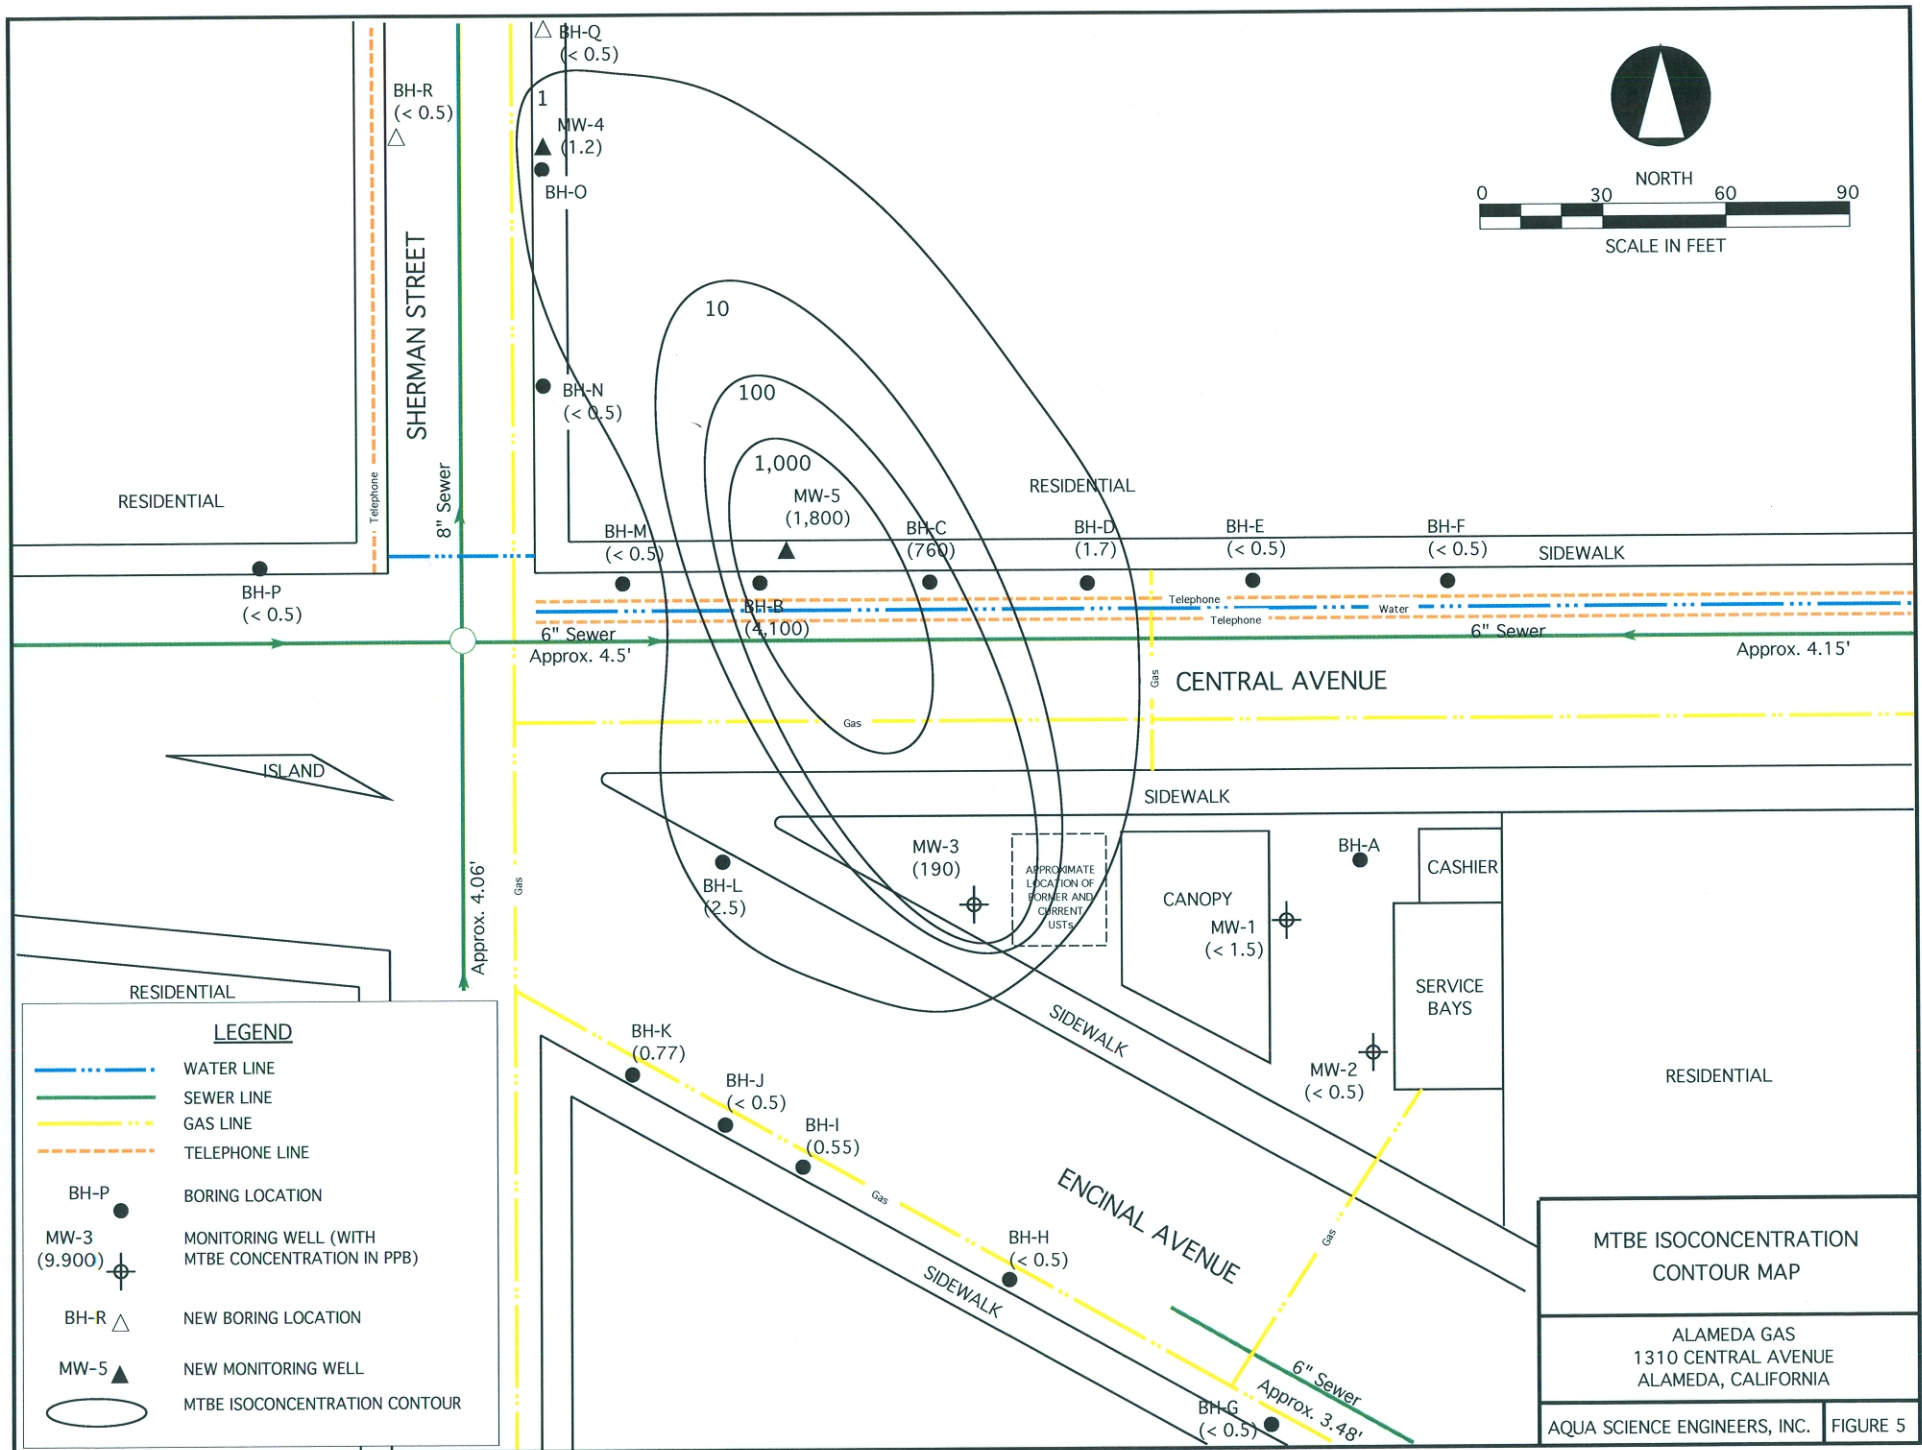 BH-Q
(< 0.5)
BH-R
(< 0.5)
1
MW-4
(1.2)
BH-O
NORTH
0 30 60 90
SCALE IN FEET
SHERMAN STREET
10
100
BH-N
(< 0.5)
1,000
MW-5
(1,800)
RESIDENTIAL
RESIDENTIAL
Telephone
8" Sewer
BH-M
(< 0.5)
BH-C
(760)
BH-D
(1.7)
BH-E
(< 0.5)
BH-F
(< 0.5)
SIDEWALK
BH-P
(< 0.5)
BH-B
(4,100)
Telephone
Water
Telephone
6" Sewer
Approx. 4.5'
6" Sewer
Approx. 4.15'
CENTRAL AVENUE
Gas
Gas
ISLAND
SIDEWALK
MW-3
(190)
APPROXIMATE
LOCATION OF
FORMER AND
CURRENT
USTs
CANOPY
BH-A
CASHIER
MW-1
(< 1.5)
BH-L
(2.5)
Approx. 4.06'
Gas
SERVICE
BAYS
RESIDENTIAL
SIDEWALK
BH-K
(0.77)
BH-J
(< 0.5)
BH-I
(0.55)
MW-2
(< 0.5)
RESIDENTIAL
Gas
ENCINAL AVENUE
Gas
BH-H
(< 0.5)
SIDEWALK
6" Sewer
Approx. 3.48'
BH-G
(< 0.5)
LEGEND
WATER LINE
SEWER LINE
GAS LINE
TELEPHONE LINE
BH-P
BORING LOCATION
MW-3
(9.900)
MONITORING WELL (WITH
MTBE CONCENTRATION IN PPB)
BH-R
NEW BORING LOCATION
MW-5
NEW MONITORING WELL
MTBE ISOCONCENTRATION CONTOUR
MTBE ISOCONCENTRATION
CONTOUR MAP
ALAMEDA GAS
1310 CENTRAL AVENUE
ALAMEDA, CALIFORNIA
AQUA SCIENCE ENGINEERS, INC.
FIGURE 5